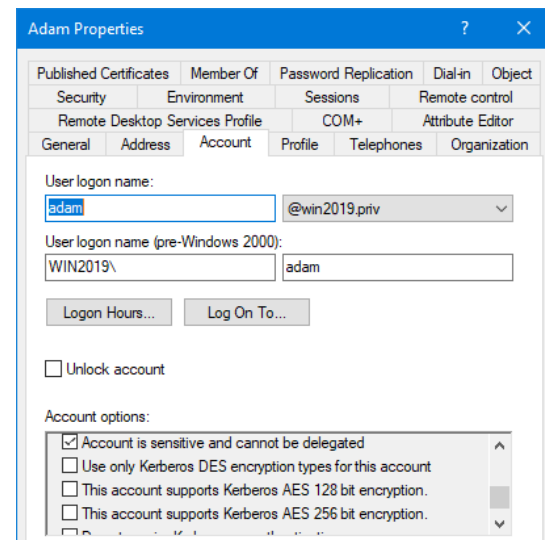 Adam Properties ? ×
Published Certificates Member Of Password Replication Dial-in Object
Security Environment Sessions Remote control
Remote Desktop Services Profile COM+ Attribute Editor
General Address Account Profile Telephones Organization
User logon name:
adam @win2019.priv
User logon name (pre-Windows 2000):
WIN2019\ adam
Logon Hours... Log On To...
Unlock account
Account options:
Account is sensitive and cannot be delegated
Use only Kerberos DES encryption types for this account
This account supports Kerberos AES 128 bit encryption.
This account supports Kerberos AES 256 bit encryption.